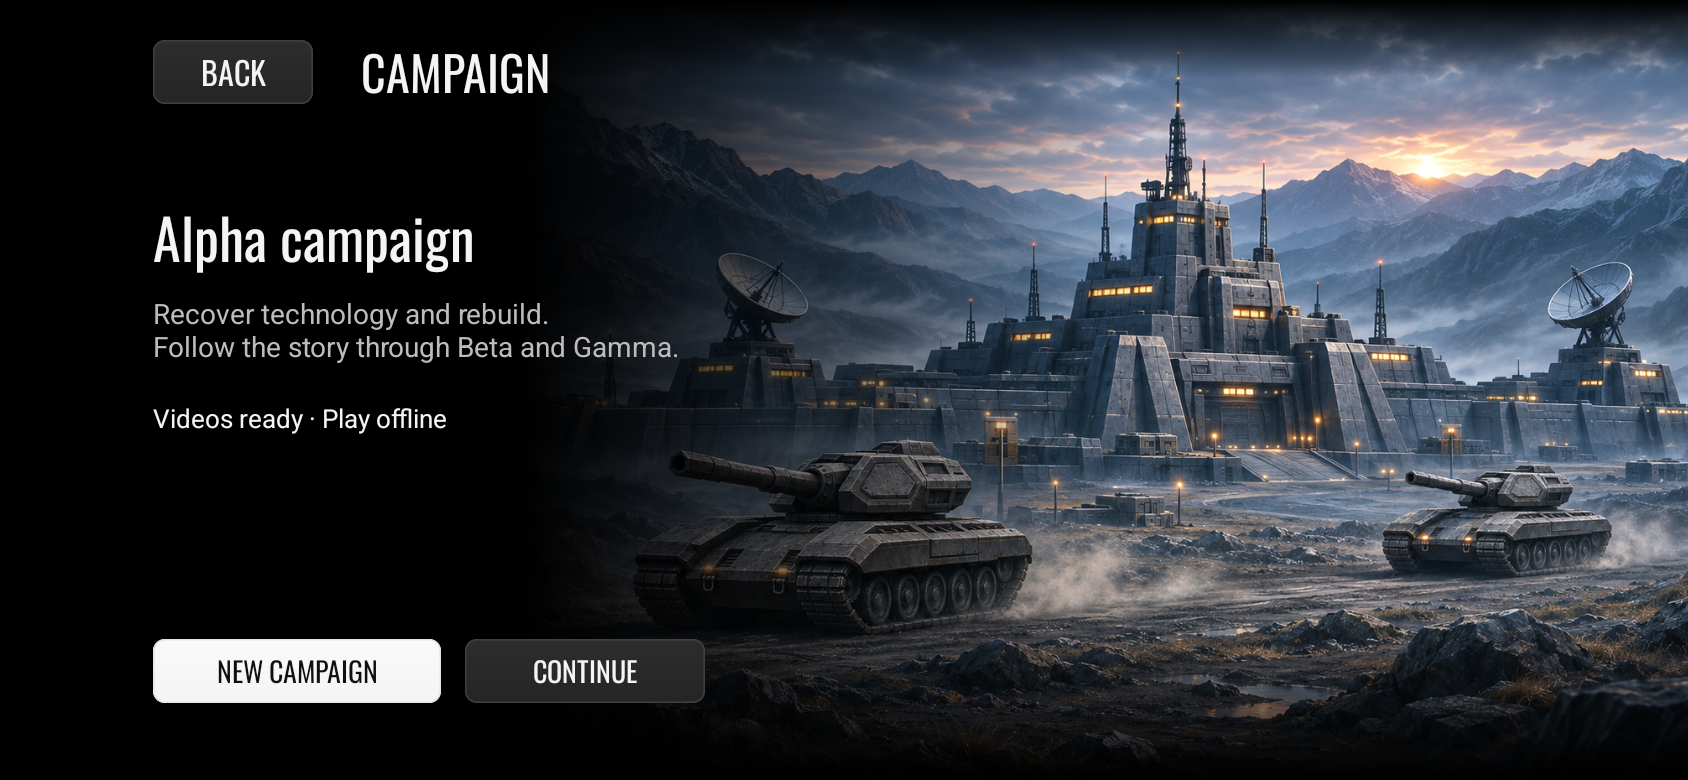 BACK
CAMPAIGN
Alpha campaign
Recover technology and rebuild.
Follow the story through Beta and Gamma.
Videos ready · Play offline
NEW CAMPAIGN
CONTINUE